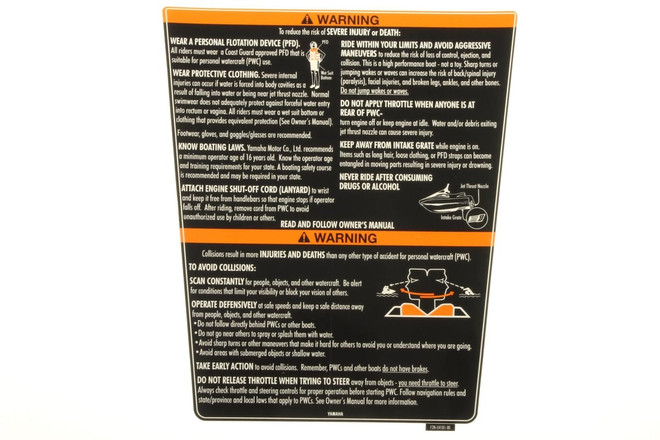 WARNING
To reduce the risk of SEVERE INJURY or DEATH:
WEAR A PERSONAL FLOTATION DEVICE (PFD).
All riders must wear a Coast Guard approved PFD that is
suitable for personal watercraft (PWC) use.
PFD
Wet Suit
Bottom
WEAR PROTECTIVE CLOTHING. Severe internal
injuries can occur if water is forced into body cavities as a
result of falling into water or being near jet thrust nozzle. Normal
swimwear does not adequately protect against forceful water entry
into rectum or vagina. All riders must wear a wet suit bottom or
clothing that provides equivalent protection (See Owner's Manual).
Footwear, gloves, and goggles/glasses are recommended.
KNOW BOATING LAWS. Yamaha Motor Co., Ltd. recommends
a minimum operator age of 16 years old. Know the operator age
and training requirements for your state. A boating safety course
is recommended and may be required in your state.
ATTACH ENGINE SHUT-OFF CORD (LANYARD) to wrist
and keep it free from handlebars so that engine stops if operator
falls off. After riding, remove cord from PWC to avoid
unauthorized use by children or others.
RIDE WITHIN YOUR LIMITS AND AVOID AGGRESSIVE
MANEUVERS to reduce the risk of loss of control, ejection, and
collision. This is a high performance boat - not a toy. Sharp turns or
jumping wakes or waves can increase the risk of back/spinal injury
(paralysis), facial injuries, and broken legs, ankles, and other bones.
Do not jump wakes or waves.
DO NOT APPLY THROTTLE WHEN ANYONE IS AT
REAR OF PWC-
turn engine off or keep engine at idle. Water and/or debris exiting
jet thrust nozzle can cause severe injury.
KEEP AWAY FROM INTAKE GRATE while engine is on.
Items such as long hair, loose clothing, or PFD straps can become
entangled in moving parts resulting in severe injury or drowning.
NEVER RIDE AFTER CONSUMING
DRUGS OR ALCOHOL
Jet Thrust Nozzle
Intake Grate
READ AND FOLLOW OWNER'S MANUAL
WARNING
Collisions result in more INJURIES AND DEATHS than any other type of accident for personal watercraft (PWC).
TO AVOID COLLISIONS:
SCAN CONSTANTLY for people, objects, and other watercraft. Be alert
for conditions that limit your visibility or block your vision of others.
OPERATE DEFENSIVELY at safe speeds and keep a safe distance away
from people, objects, and other watercraft.
• Do not follow directly behind PWCs or other boats.
• Do not go near others to spray or splash them with water.
• Avoid sharp turns or other maneuvers that make it hard for others to avoid you or understand where you are going.
• Avoid areas with submerged objects or shallow water.
TAKE EARLY ACTION to avoid collisions. Remember, PWCs and other boats do not have brakes.
DO NOT RELEASE THROTTLE WHEN TRYING TO STEER away from objects - you need throttle to steer.
Always check throttle and steering controls for proper operation before starting PWC. Follow navigation rules and
state/province and local laws that apply to PWCs. See Owner's Manual for more information.
YAMAHA